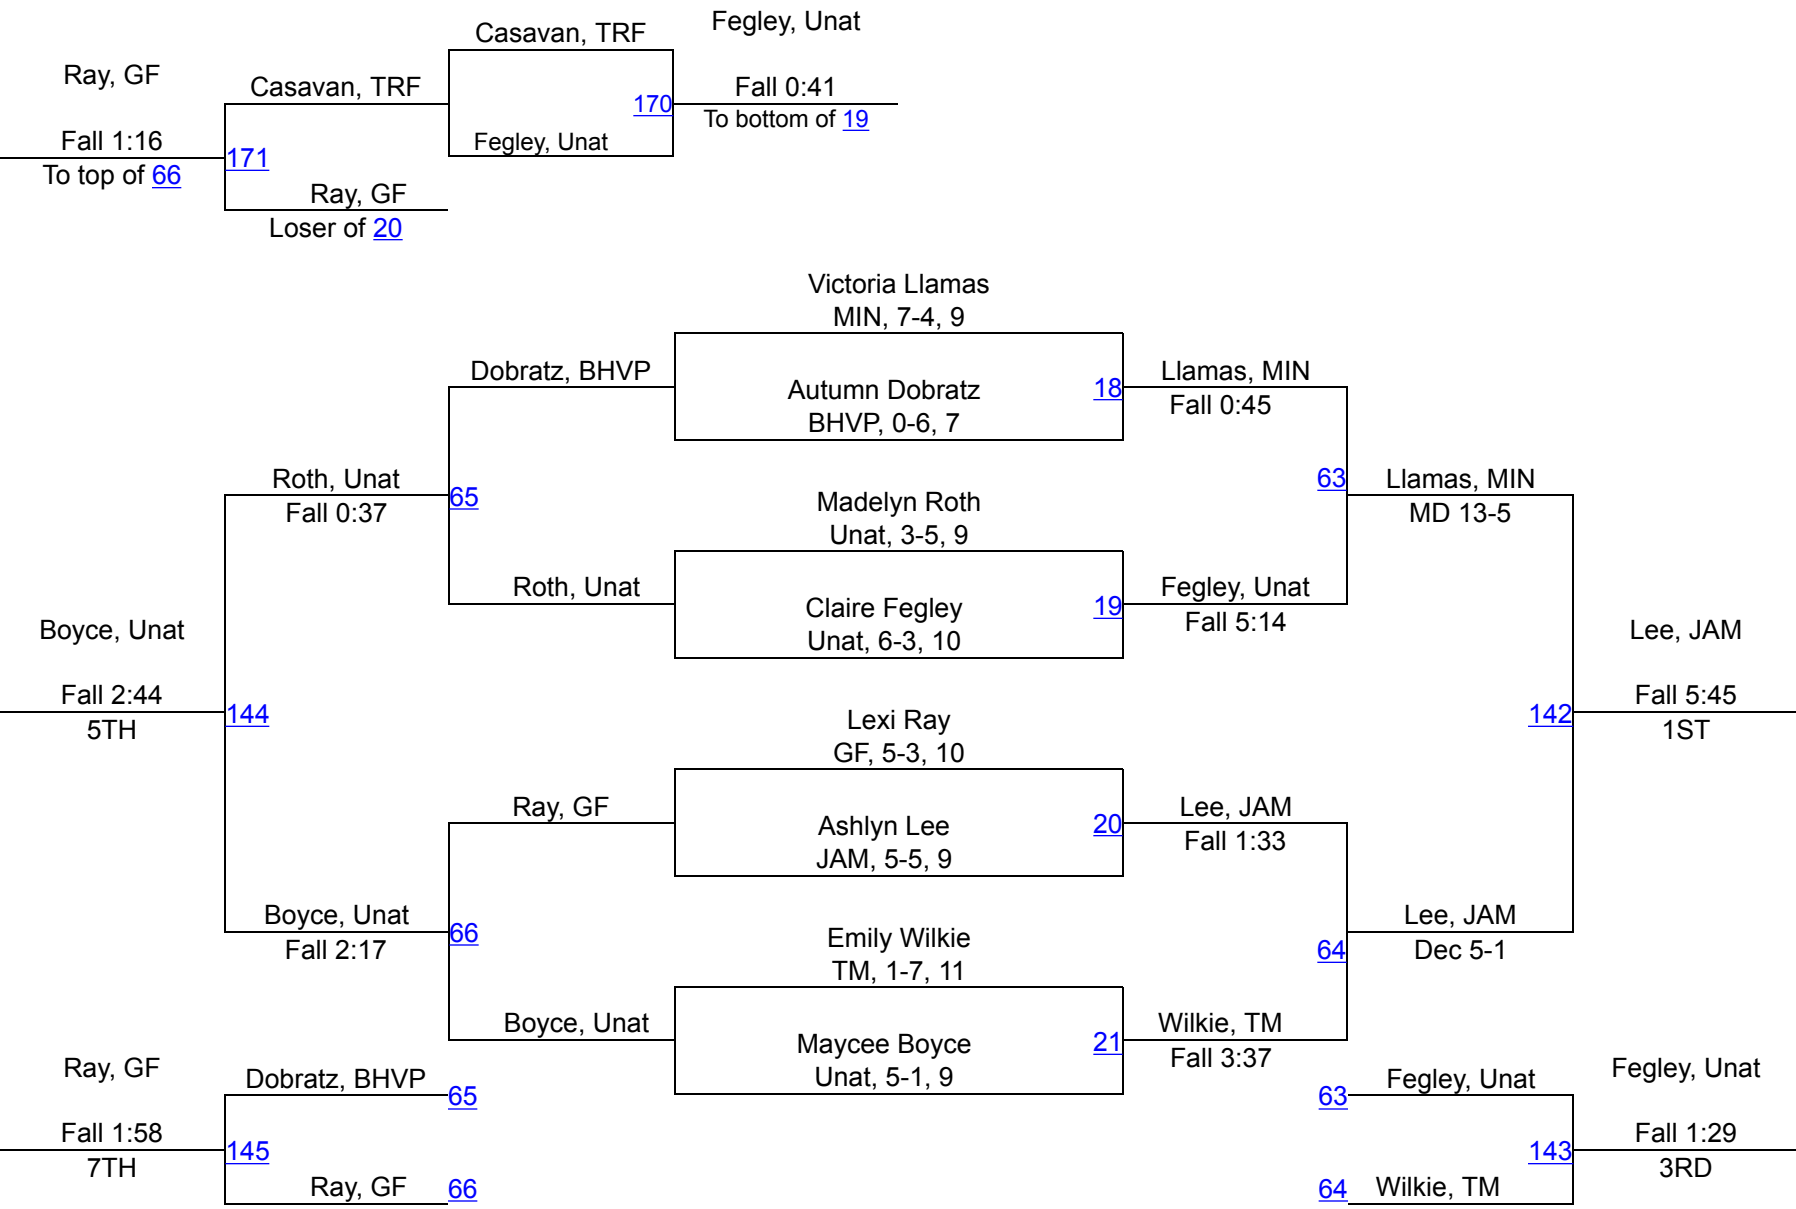 Casavan, TRF
Fegley, Unat
Ray, GF
Casavan, TRF
170
Fall 0:41
Fall 1:16
171
Fegley, Unat
To bottom of 19
To top of 66
Ray, GF
Loser of 20
Victoria Llamas
MIN, 7-4, 9
Dobratz, BHVP
Autumn Dobratz
BHVP, 0-6, 7
18
Llamas, MIN
Fall 0:45
Roth, Unat
Fall 0:37
65
Madelyn Roth
Unat, 3-5, 9
63
Llamas, MIN
MD 13-5
Roth, Unat
Claire Fegley
Unat, 6-3, 10
19
Fegley, Unat
Fall 5:14
Boyce, Unat
Fall 2:44
5TH
144
Lexi Ray
GF, 5-3, 10
142
Lee, JAM
Fall 5:45
1ST
Ray, GF
Ashlyn Lee
JAM, 5-5, 9
20
Lee, JAM
Fall 1:33
Boyce, Unat
Fall 2:17
66
Emily Wilkie
TM, 1-7, 11
64
Lee, JAM
Dec 5-1
Boyce, Unat
Maycee Boyce
Unat, 5-1, 9
21
Wilkie, TM
Fall 3:37
Ray, GF
Dobratz, BHVP
65
Fall 1:58
145
7TH
Ray, GF
66
63
Fegley, Unat
Fegley, Unat
143
Fall 1:29
3RD
64
Wilkie, TM